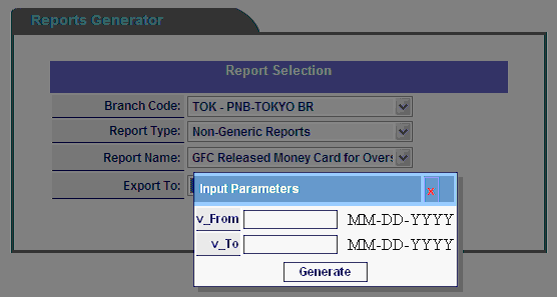 Reports Generator
Report Selection
Branch Code: TOK - PNB-TOKYO BR
Report Type: Non-Generic Reports
Report Name: GFC Released Money Card for Overs
Export To:
Input Parameters x
v_From MM-DD-YYYY
v_To MM-DD-YYYY
Generate